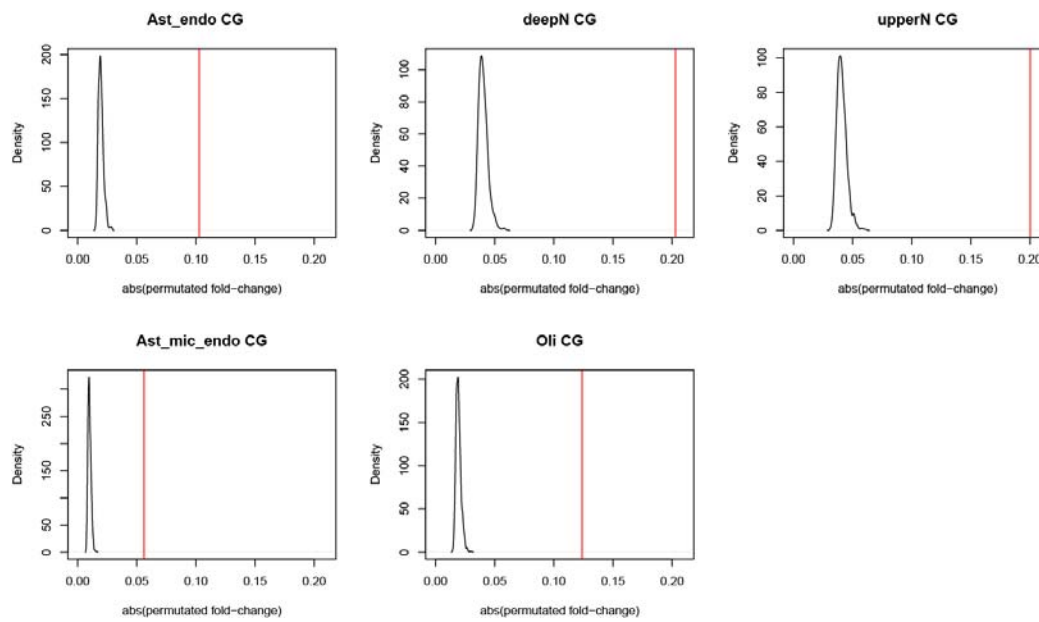 Ast_endo CG
deepN CG
upperN CG
Density
0 50 100 150 200
0.00 0.05 0.10 0.15 0.20
abs(permutated fold−change)
Density
0 20 40 60 80 100
0.00 0.05 0.10 0.15 0.20
abs(permutated fold−change)
Density
0 20 40 60 80 100
0.00 0.05 0.10 0.15 0.20
abs(permutated fold−change)
Ast_mic_endo CG
Oli CG
Density
0 50 150 250
0.00 0.05 0.10 0.15 0.20
abs(permutated fold−change)
Density
0 50 100 150 200
0.00 0.05 0.10 0.15 0.20
abs(permutated fold−change)